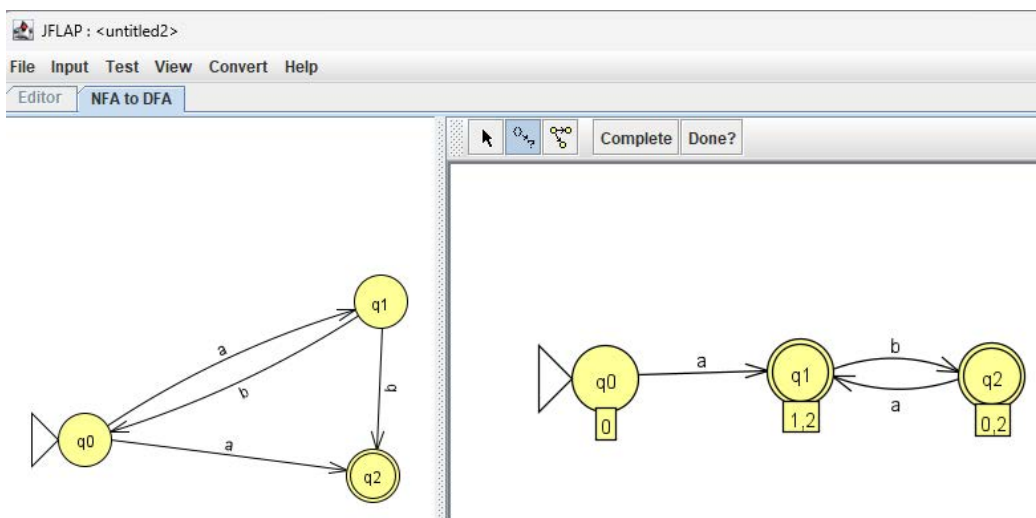 JFLAP : <untitled2>
File Input Test View Convert Help
Editor NFA to DFA
Complete Done?
q1
a
b
b
q0
a
q2
q0
0
a
q1
1,2
b
a
q2
0,2